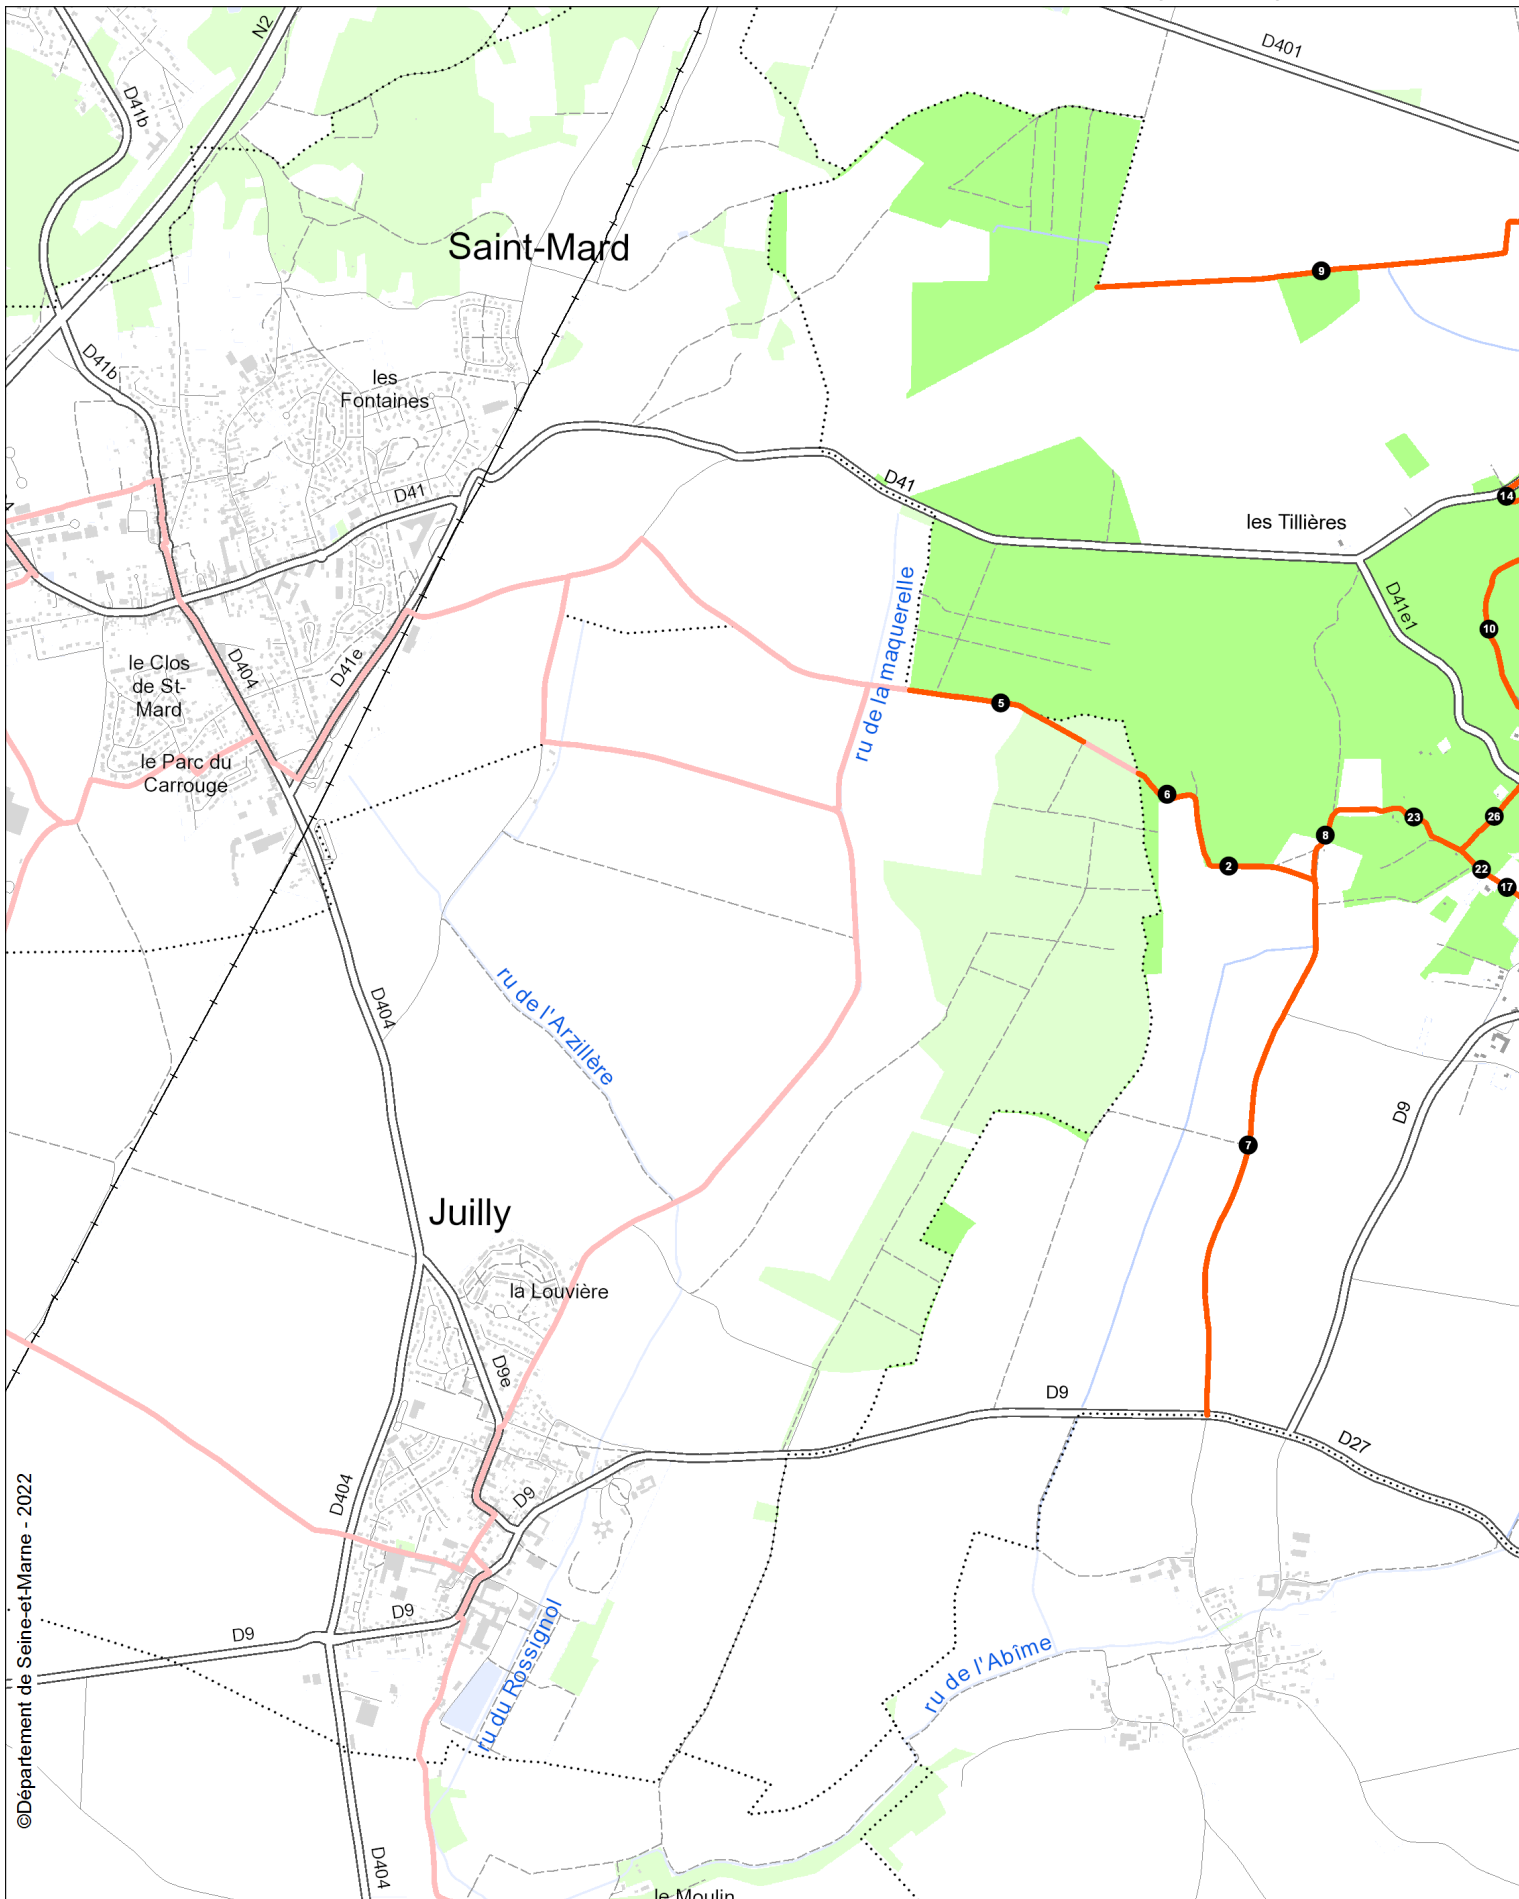 N2
D401
D41b
Saint-Mard
9
D41b
les
Fontaines
D41
D41
14
les Tillières
D41e1
10
ru de la maquerelle
le Clos
de St-
Mard
D404
D41e
5
le Parc du
Carrouge
6
8
23
26
2
22
17
D404
ru de l'Arzillère
D9
7
Juilly
la Louvière
D9e
D9
D27
D404
D9
©Département de Seine-et-Marne - 2022
D9
D9
ru du Rossignol
ru de l'Abîme
D404
le Moulin